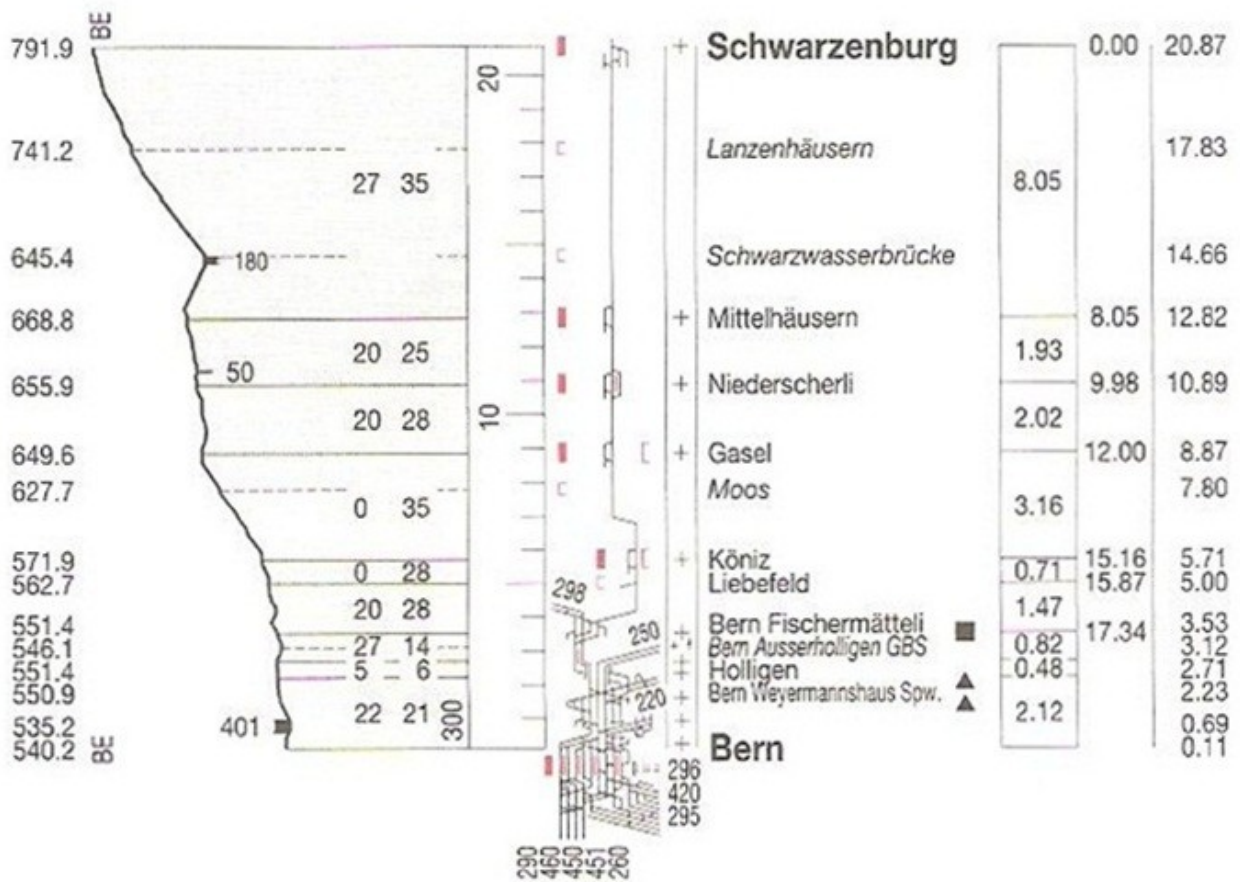 BE
791.9 20 Schwarzenburg 0.00 20.87
741.2 Lanzenhäusern 17.83
27 35 8.05
645.4 180 Schwarzwasserbrücke 14.66
668.8 Mittelhäusern 8.05 12.82
20 25 1.93
50
655.9 Niederscherli 9.98 10.89
20 28 10 2.02
649.6 Gasel 12.00 8.87
627.7 Moos 7.80
0 35 3.16
571.9 Köniz 15.16 5.71
0 28 0.71
562.7 Liebefeld 15.87 5.00
298
20 28 1.47
551.4 250 Bern Fischermätteli 17.34 3.53
546.1 27 14 Bern Ausserholligen GBS 0.82 3.12
551.4 5 6 Holligen 0.48 2.71
550.9 220 Bern Weyermannshaus Spw. 2.23
22 21 300 2.12
535.2 401 0.69
540.2 BE Bern 0.11
296
420
295
290 460 450 451 260